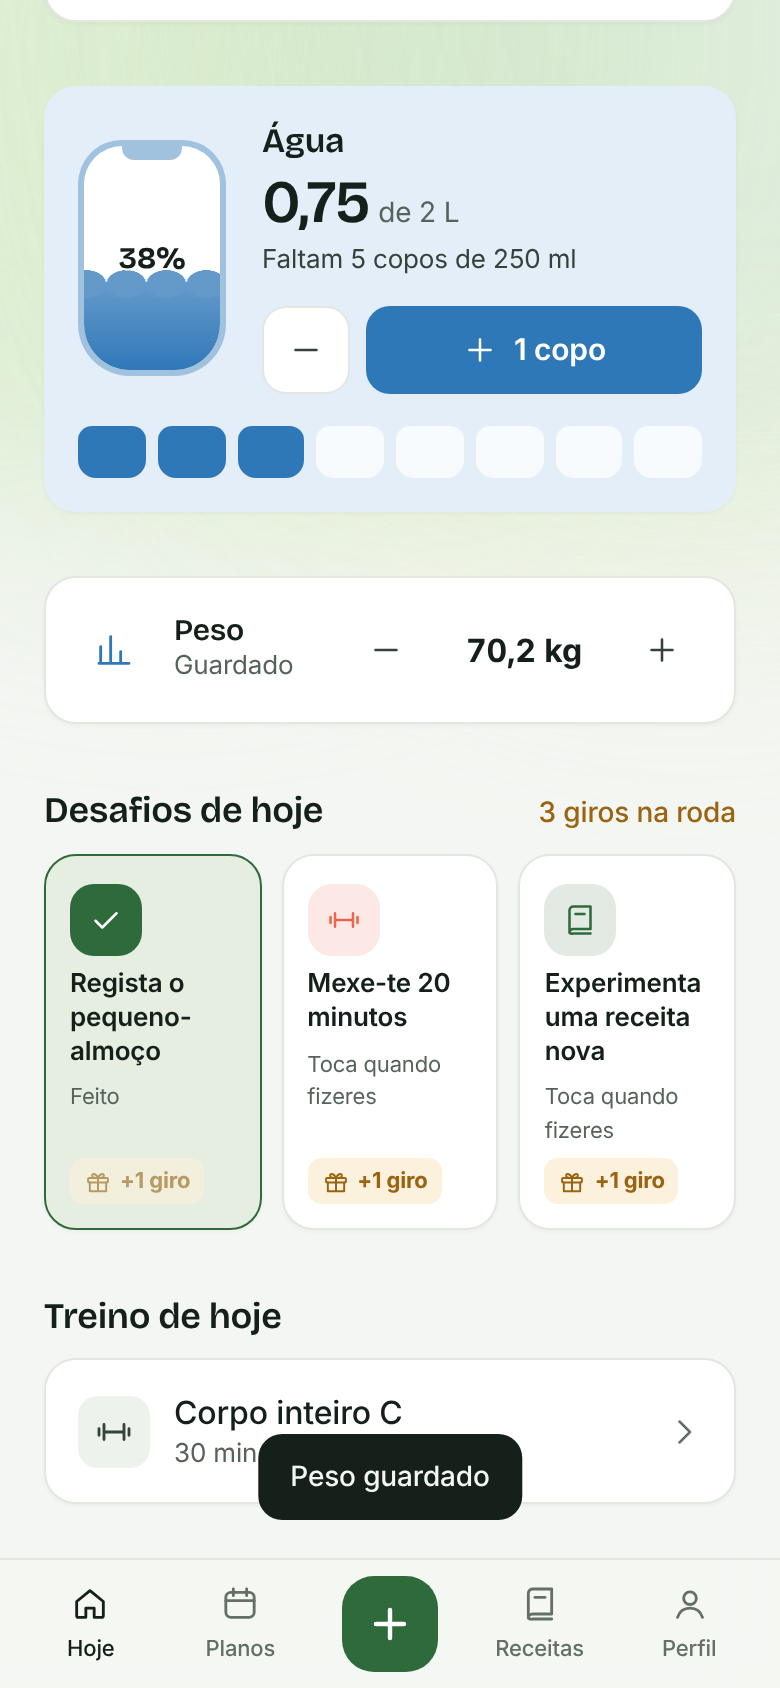 Água
38%
0,75 de 2 L
Faltam 5 copos de 250 ml
1 copo
Peso
Guardado
70,2 kg
Desafios de hoje
3 giros na roda
Regista o
pequeno-
almoço
Feito
+1 giro
Mexe-te 20
minutos
Toca quando
fizeres
+1 giro
Experimenta
uma receita
nova
Toca quando
fizeres
+1 giro
Treino de hoje
Corpo inteiro C
30 min
Peso guardado
Hoje
Planos
Receitas
Perfil